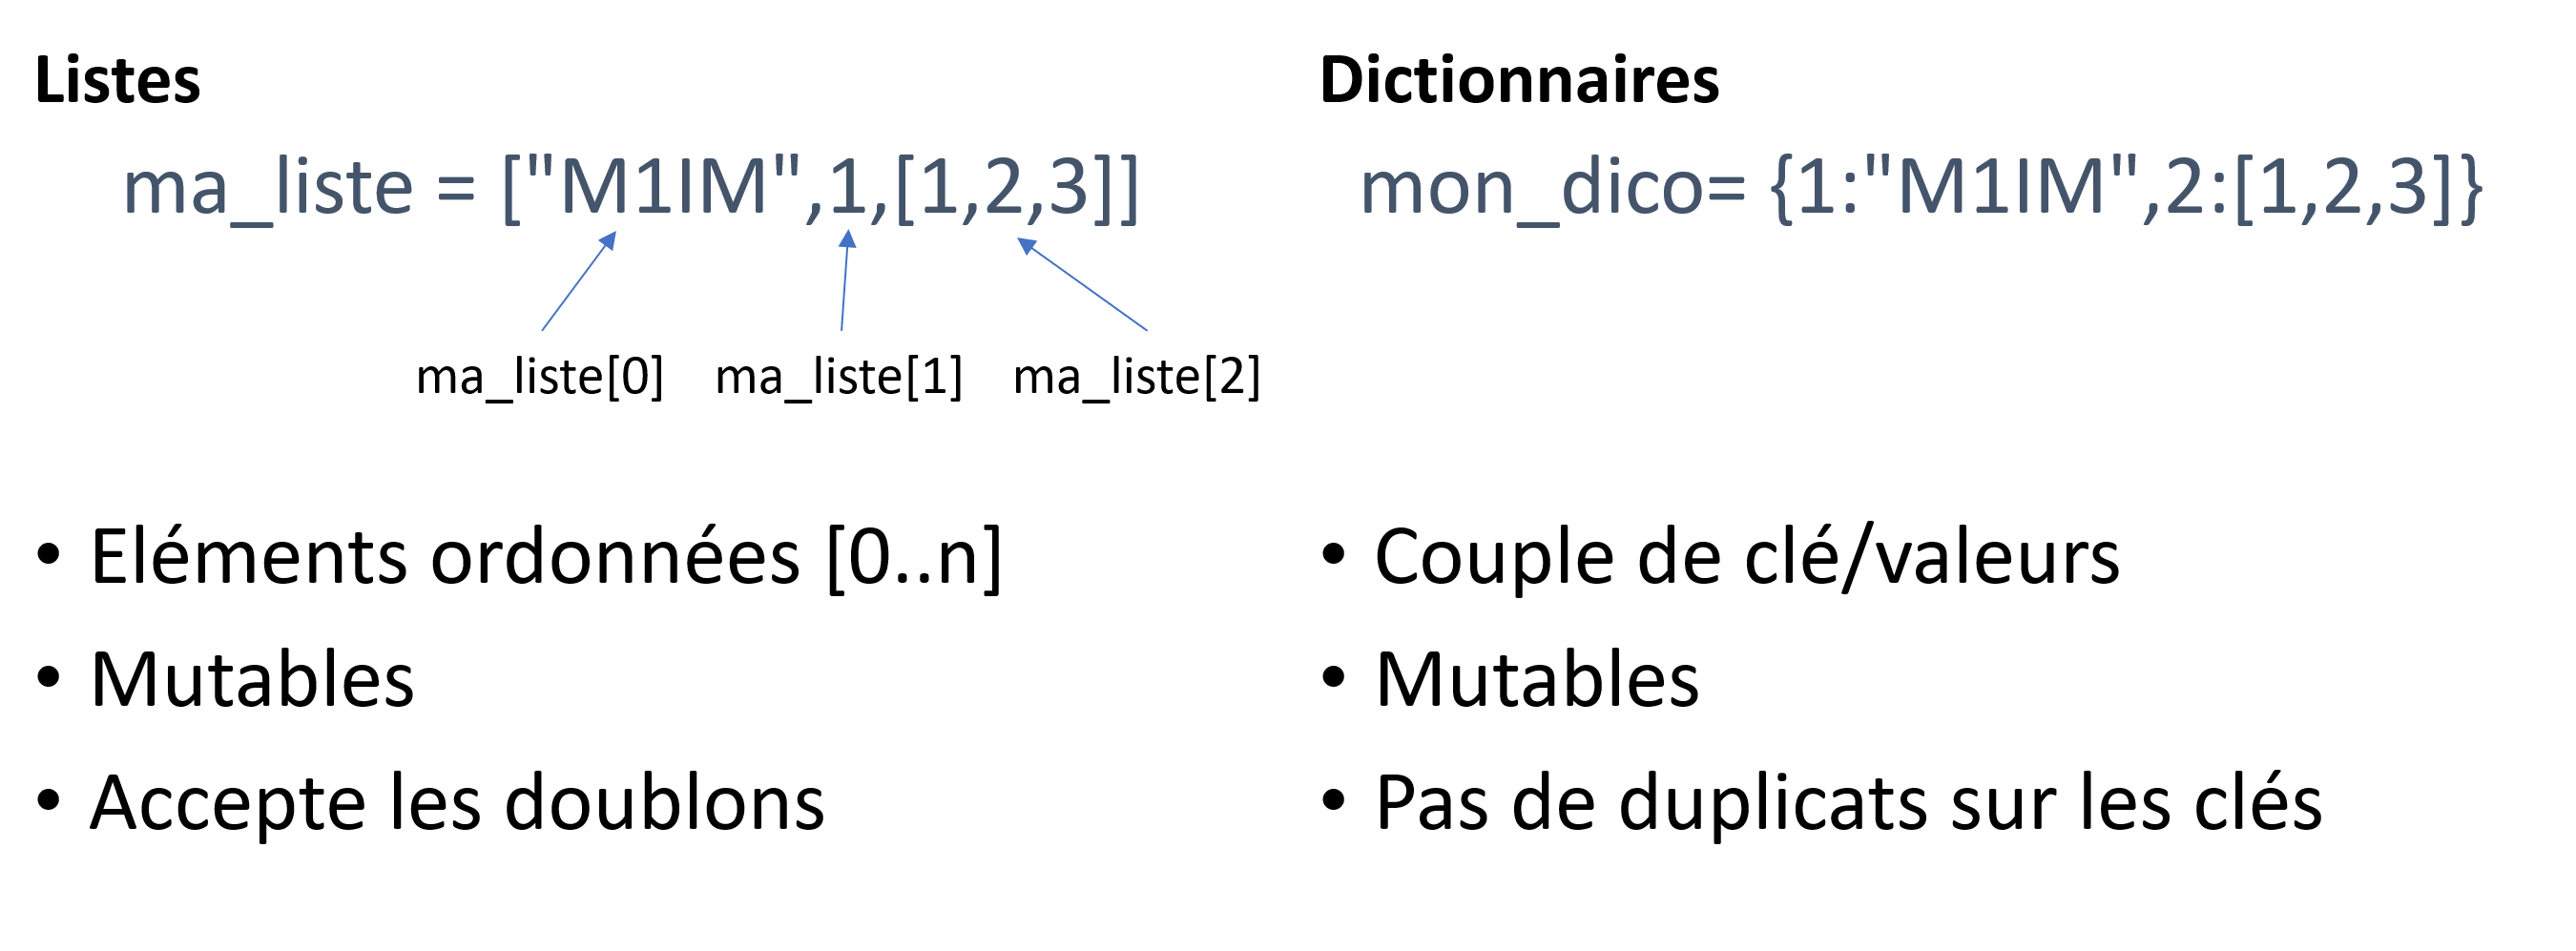 Listes
ma_liste = ["M1IM",1,[1,2,3]]
ma_liste[0] ma_liste[1] ma_liste[2]
• Eléments ordonnées [0..n]
• Mutables
• Accepte les doublons
Dictionnaires
mon_dico= {1:"M1IM",2:[1,2,3]}
• Couple de clé/valeurs
• Mutables
• Pas de duplicats sur les clés